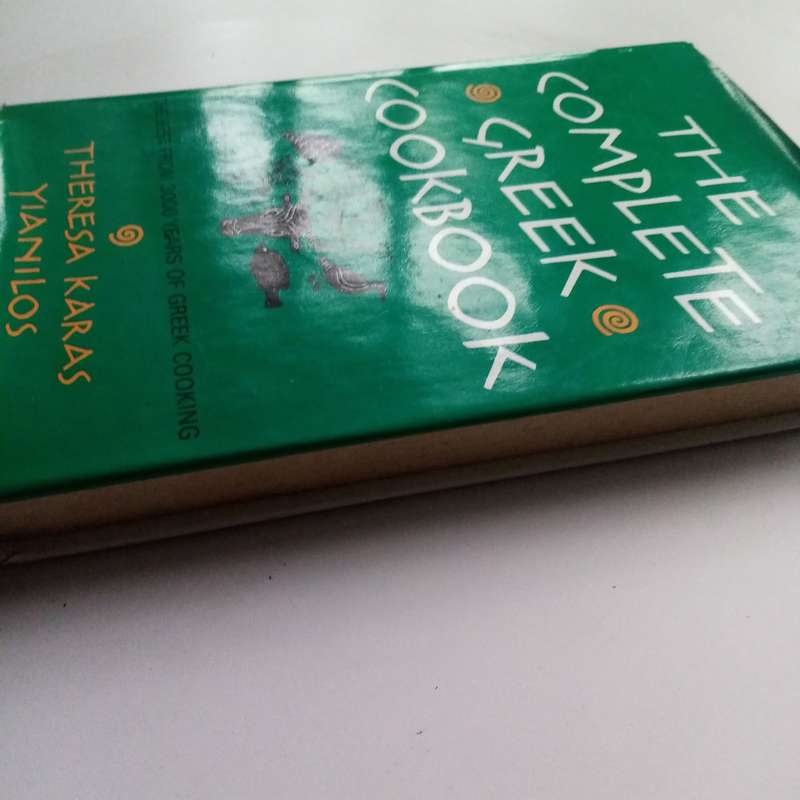 THE
COMPLETE
GREEK
COOKBOOK
FROM 3000 YEARS OF GREEK COOKING
THERESA KARAS
YIANILOS